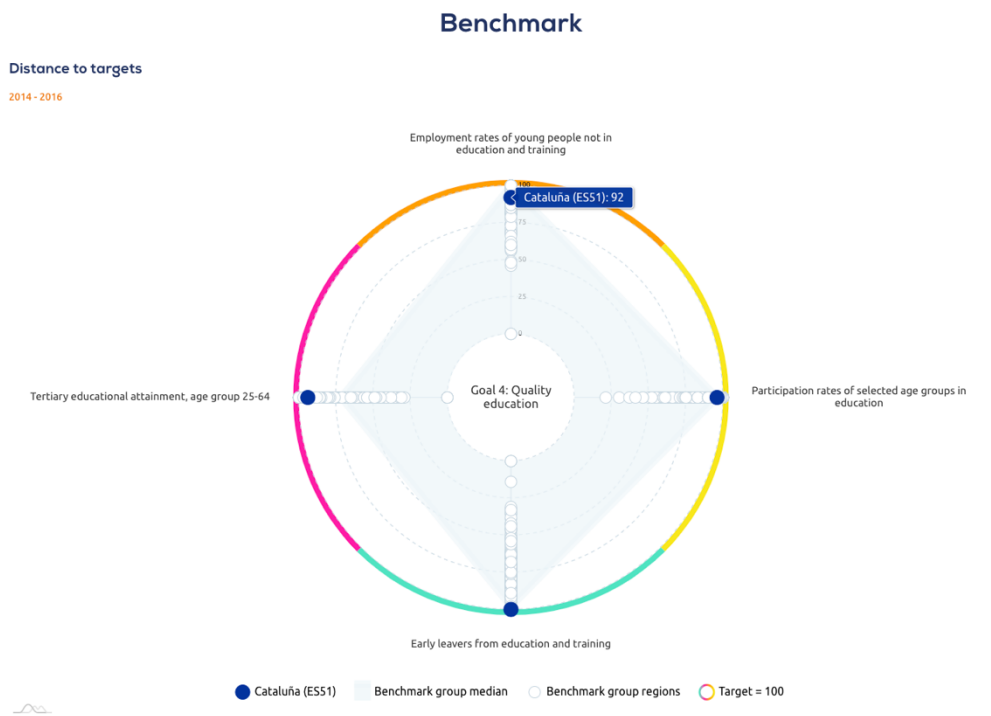 Benchmark
Distance to targets
2014 - 2016
Employment rates of young people not in
education and training
100
Cataluña (ES51): 92
75
50
25
0
Goal 4: Quality
education
Tertiary educational attainment, age group 25-64
Participation rates of selected age groups in
education
Early leavers from education and training
Cataluña (ES51)
Benchmark group median
Benchmark group regions
Target = 100